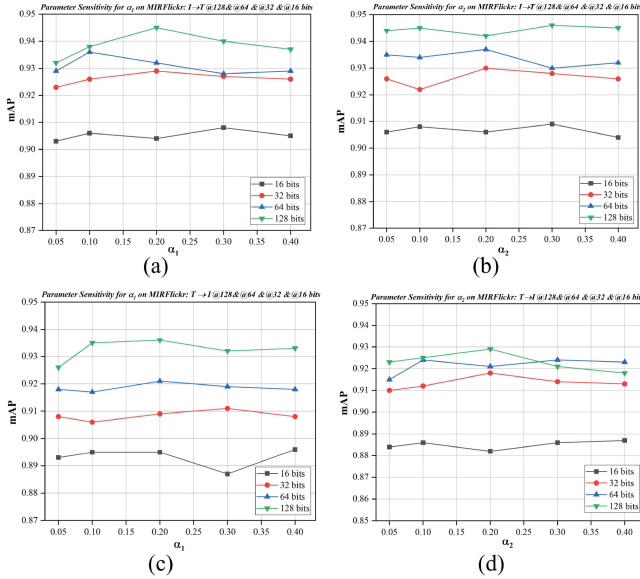 Parameter Sensitivity for α₁ on MIRFlickr: I→T@128&@64 &@32 &@16 bits
0.95
0.94
0.93
0.92
0.91
0.90
0.89
0.88
0.87
mAP
16 bits
32 bits
64 bits
128 bits
0.05 0.10 0.15 0.20 0.25 0.30 0.35 0.40
α₁
(a)
Parameter Sensitivity for α₂ on MIRFlickr: I→T @128&@64 &@32 &@16 bits
0.95
0.94
0.93
0.92
0.91
0.90
0.89
0.88
0.87
mAP
16 bits
32 bits
64 bits
128 bits
0.05 0.10 0.15 0.20 0.25 0.30 0.35 0.40
α₂
(b)
Parameter Sensitivity for α₁ on MIRFlickr: T→I @128&@64 &@32 &@16 bits
0.95
0.94
0.93
0.92
0.91
0.90
0.89
0.88
0.87
mAP
16 bits
32 bits
64 bits
128 bits
0.05 0.10 0.15 0.20 0.25 0.30 0.35 0.40
α₁
(c)
Parameter Sensitivity for α₂ on MIRFlickr: T→I @128&@64 &@32 &@16 bits
0.95
0.94
0.93
0.92
0.91
0.90
0.89
0.88
0.87
0.86
0.85
mAP
16 bits
32 bits
64 bits
128 bits
0.05 0.10 0.15 0.20 0.25 0.30 0.35 0.40
α₂
(d)